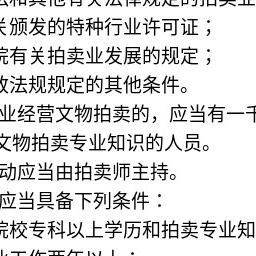 关颁发的特种行业许可证；
院有关拍卖业发展的规定；
政法规规定的其他条件。
业经营文物拍卖的，应当有一千
文物拍卖专业知识的人员。
动应当由拍卖师主持。
应当具备下列条件：
院校专科以上学历和拍卖专业知